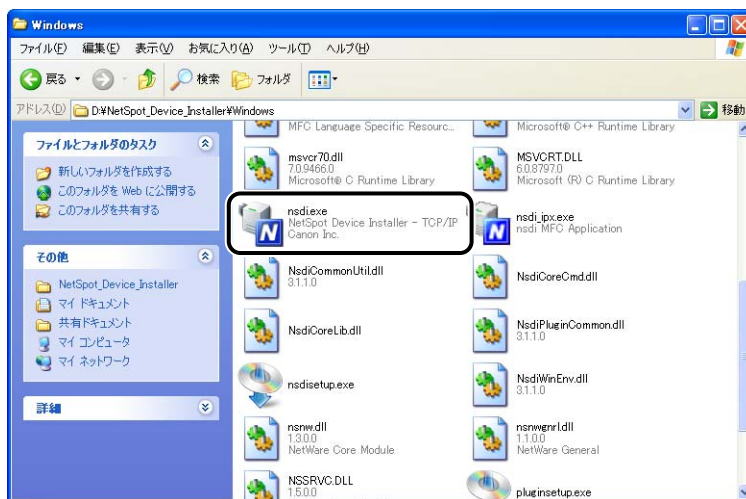 Windows
ファイル(F) 編集(E) 表示(V) お気に入り(A) ツール(T) ヘルプ(H)
戻る 検索 フォルダ
アドレス(D) D:¥NetSpot_Device_Installer¥Windows 移動
ファイルとフォルダのタスク
新しいフォルダを作成する
このフォルダを Web に公開する
このフォルダを共有する
その他
NetSpot_Device_Installer
マイ ドキュメント
共有ドキュメント
マイ コンピュータ
マイ ネットワーク
詳細
MFC Language Specific Resourc...
Microsoft® C++ Runtime Library
msvcr70.dll
7.0.9466.0
Microsoft® C Runtime Library
MSVCRT.DLL
6.0.8797.0
Microsoft (R) C Runtime Library
nsdi.exe
NetSpot Device Installer - TCP/IP
Canon Inc.
nsdi_ipx.exe
nsdi MFC Application
NsdiCommonUtil.dll
3.1.1.0
NsdiCoreCmd.dll
NsdiCoreLib.dll
NsdiPluginCommon.dll
3.1.1.0
nsdisetup.exe
NsdiWinEnv.dll
3.1.1.0
nsnw.dll
1.3.0.0
NetWare Core Module
nsnwgnrl.dll
1.1.0.0
NetWare General
NSSRVC.DLL
1.5.0.0
pluginsetup.exe